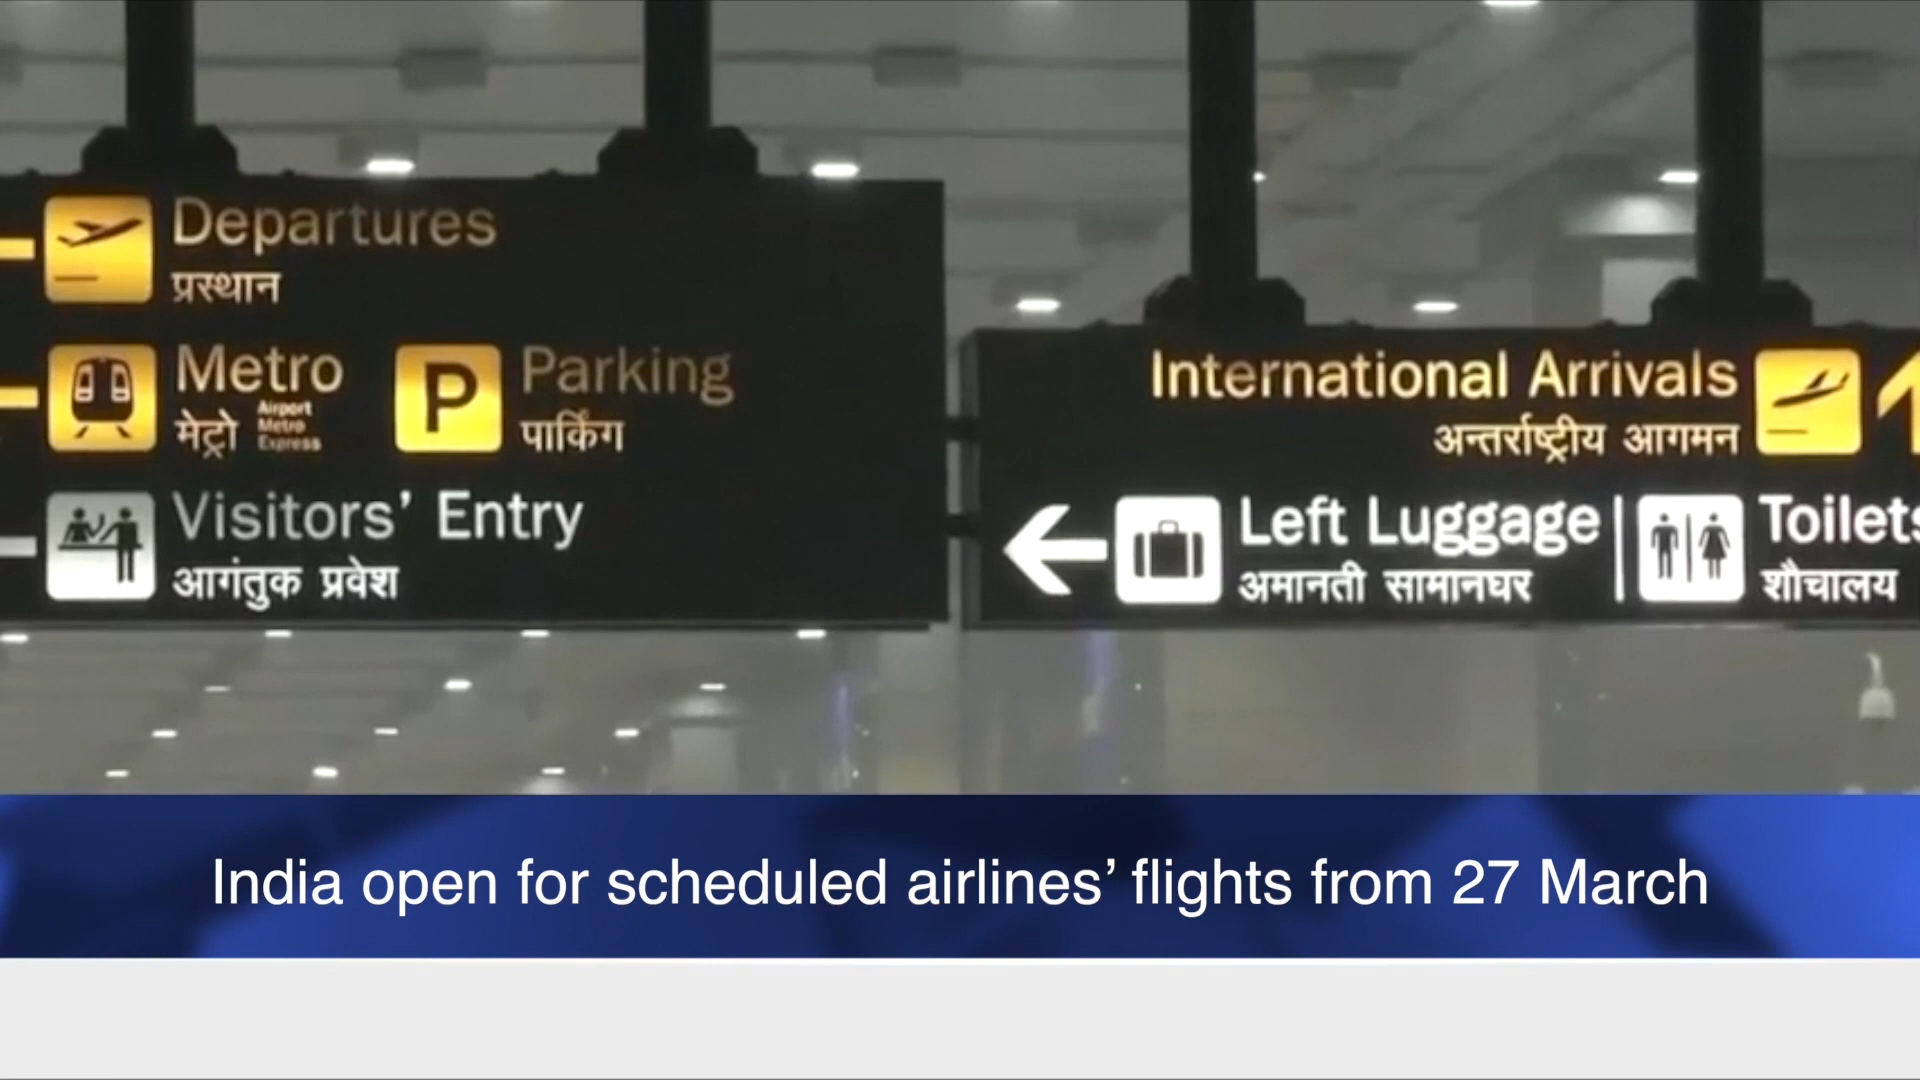 Departures
प्रस्थान
Metro
मेट्रो
Airport
Metro
Express
P
Parking
पार्किंग
Visitors’ Entry
आगंतुक प्रवेश
International Arrivals
अन्तर्राष्ट्रीय आगमन
Left Luggage
अमानती सामानघर
Toilets
शौचालय
India open for scheduled airlines’ flights from 27 March